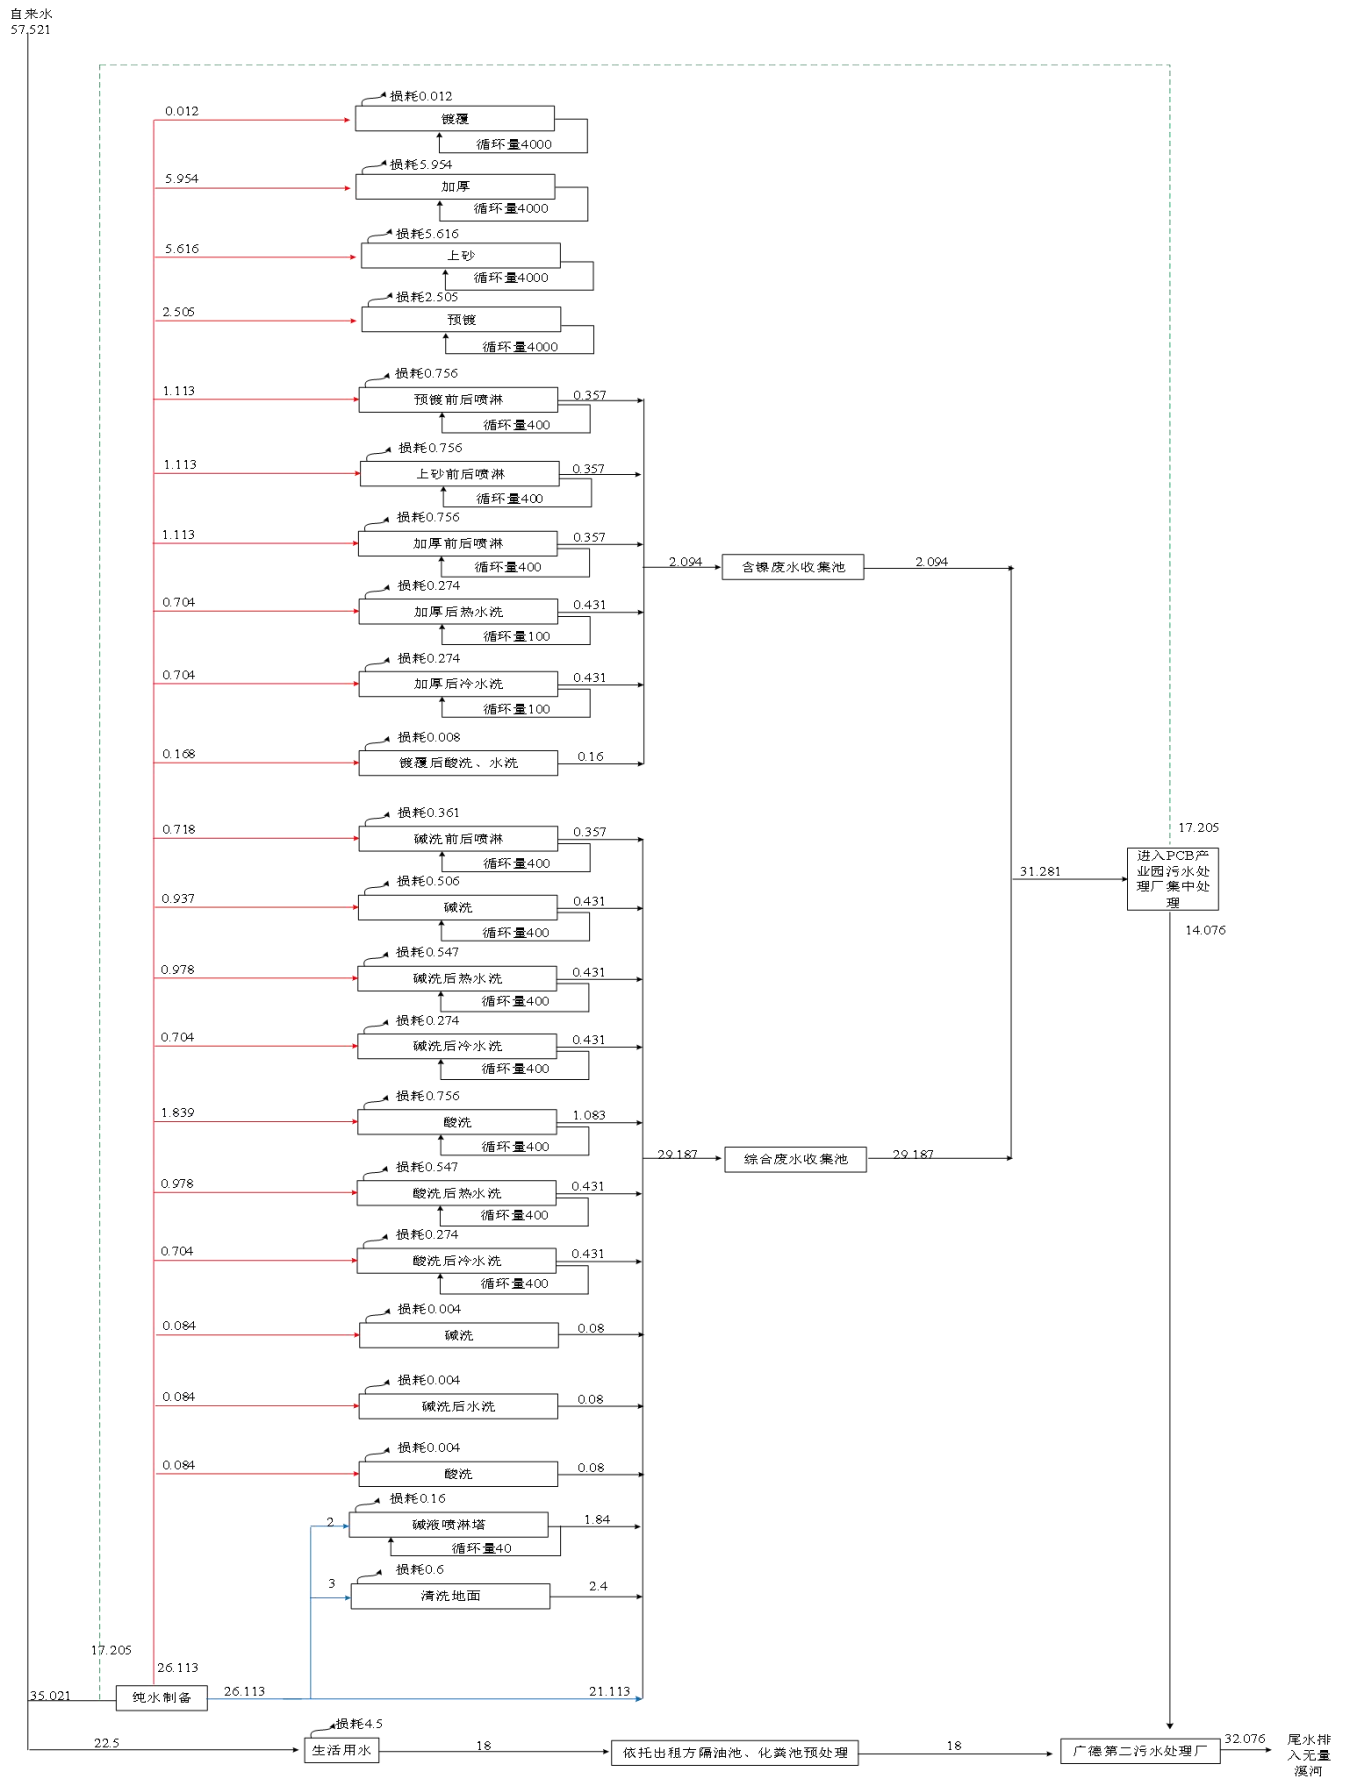 自来水
57.521
损耗0.012
0.012
镀覆
循环量4000
损耗5.954
5.954
加厚
循环量4000
损耗5.616
5.616
上砂
循环量4000
损耗2.505
2.505
预镀
循环量4000
损耗0.756
1.113
预镀前后喷淋
0.357
循环量400
损耗0.756
1.113
上砂前后喷淋
0.357
循环量400
损耗0.756
1.113
加厚前后喷淋
0.357
循环量400
2.094
含镍废水收集池
2.094
损耗0.274
0.704
加厚后热水洗
0.431
循环量100
损耗0.274
0.704
加厚后冷水洗
0.431
循环量100
损耗0.008
0.168
镀覆后酸洗、水洗
0.16
损耗0.361
0.718
碱洗前后喷淋
0.357
循环量400
17.205
进入PCB产
业园污水处
理厂集中处
理
31.281
14.076
损耗0.506
0.937
碱洗
0.431
循环量400
损耗0.547
0.978
碱洗后热水洗
0.431
循环量400
损耗0.274
0.704
碱洗后冷水洗
0.431
循环量400
损耗0.756
1.839
酸洗
1.083
循环量400
29.187
综合废水收集池
29.187
损耗0.547
0.978
酸洗后热水洗
0.431
循环量400
损耗0.274
0.704
酸洗后冷水洗
0.431
循环量400
损耗0.004
0.084
碱洗
0.08
损耗0.004
0.084
碱洗后水洗
0.08
损耗0.004
0.084
酸洗
0.08
损耗0.16
2
碱液喷淋塔
1.84
循环量40
损耗0.6
3
清洗地面
2.4
17.205
26.113
35.021
纯水制备
26.113
21.113
损耗4.5
22.5
生活用水
18
依托出租方隔油池、化粪池预处理
18
广德第二污水处理厂
32.076
尾水排
入无量
溪河